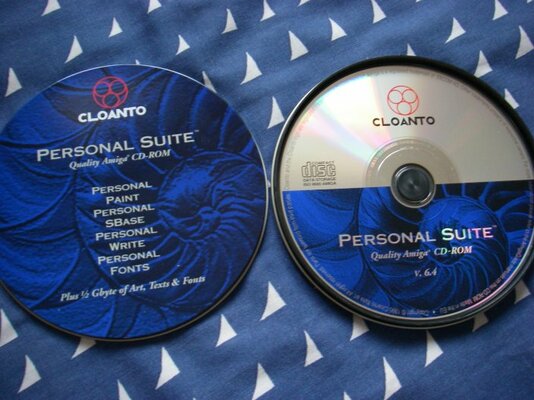 CLOANTO
PERSONAL SUITE™
Quality Amiga® CD-ROM
PERSONAL
PAINT
PERSONAL
SBASE
PERSONAL
WRITE
PERSONAL
FONTS
Plus ½ Gbyte of Art, Texts & Fonts
CLOANTO
COMPACT
disc
DATA STORAGE
PERSONAL SUITE™
Quality Amiga® CD-ROM
v. 6.4